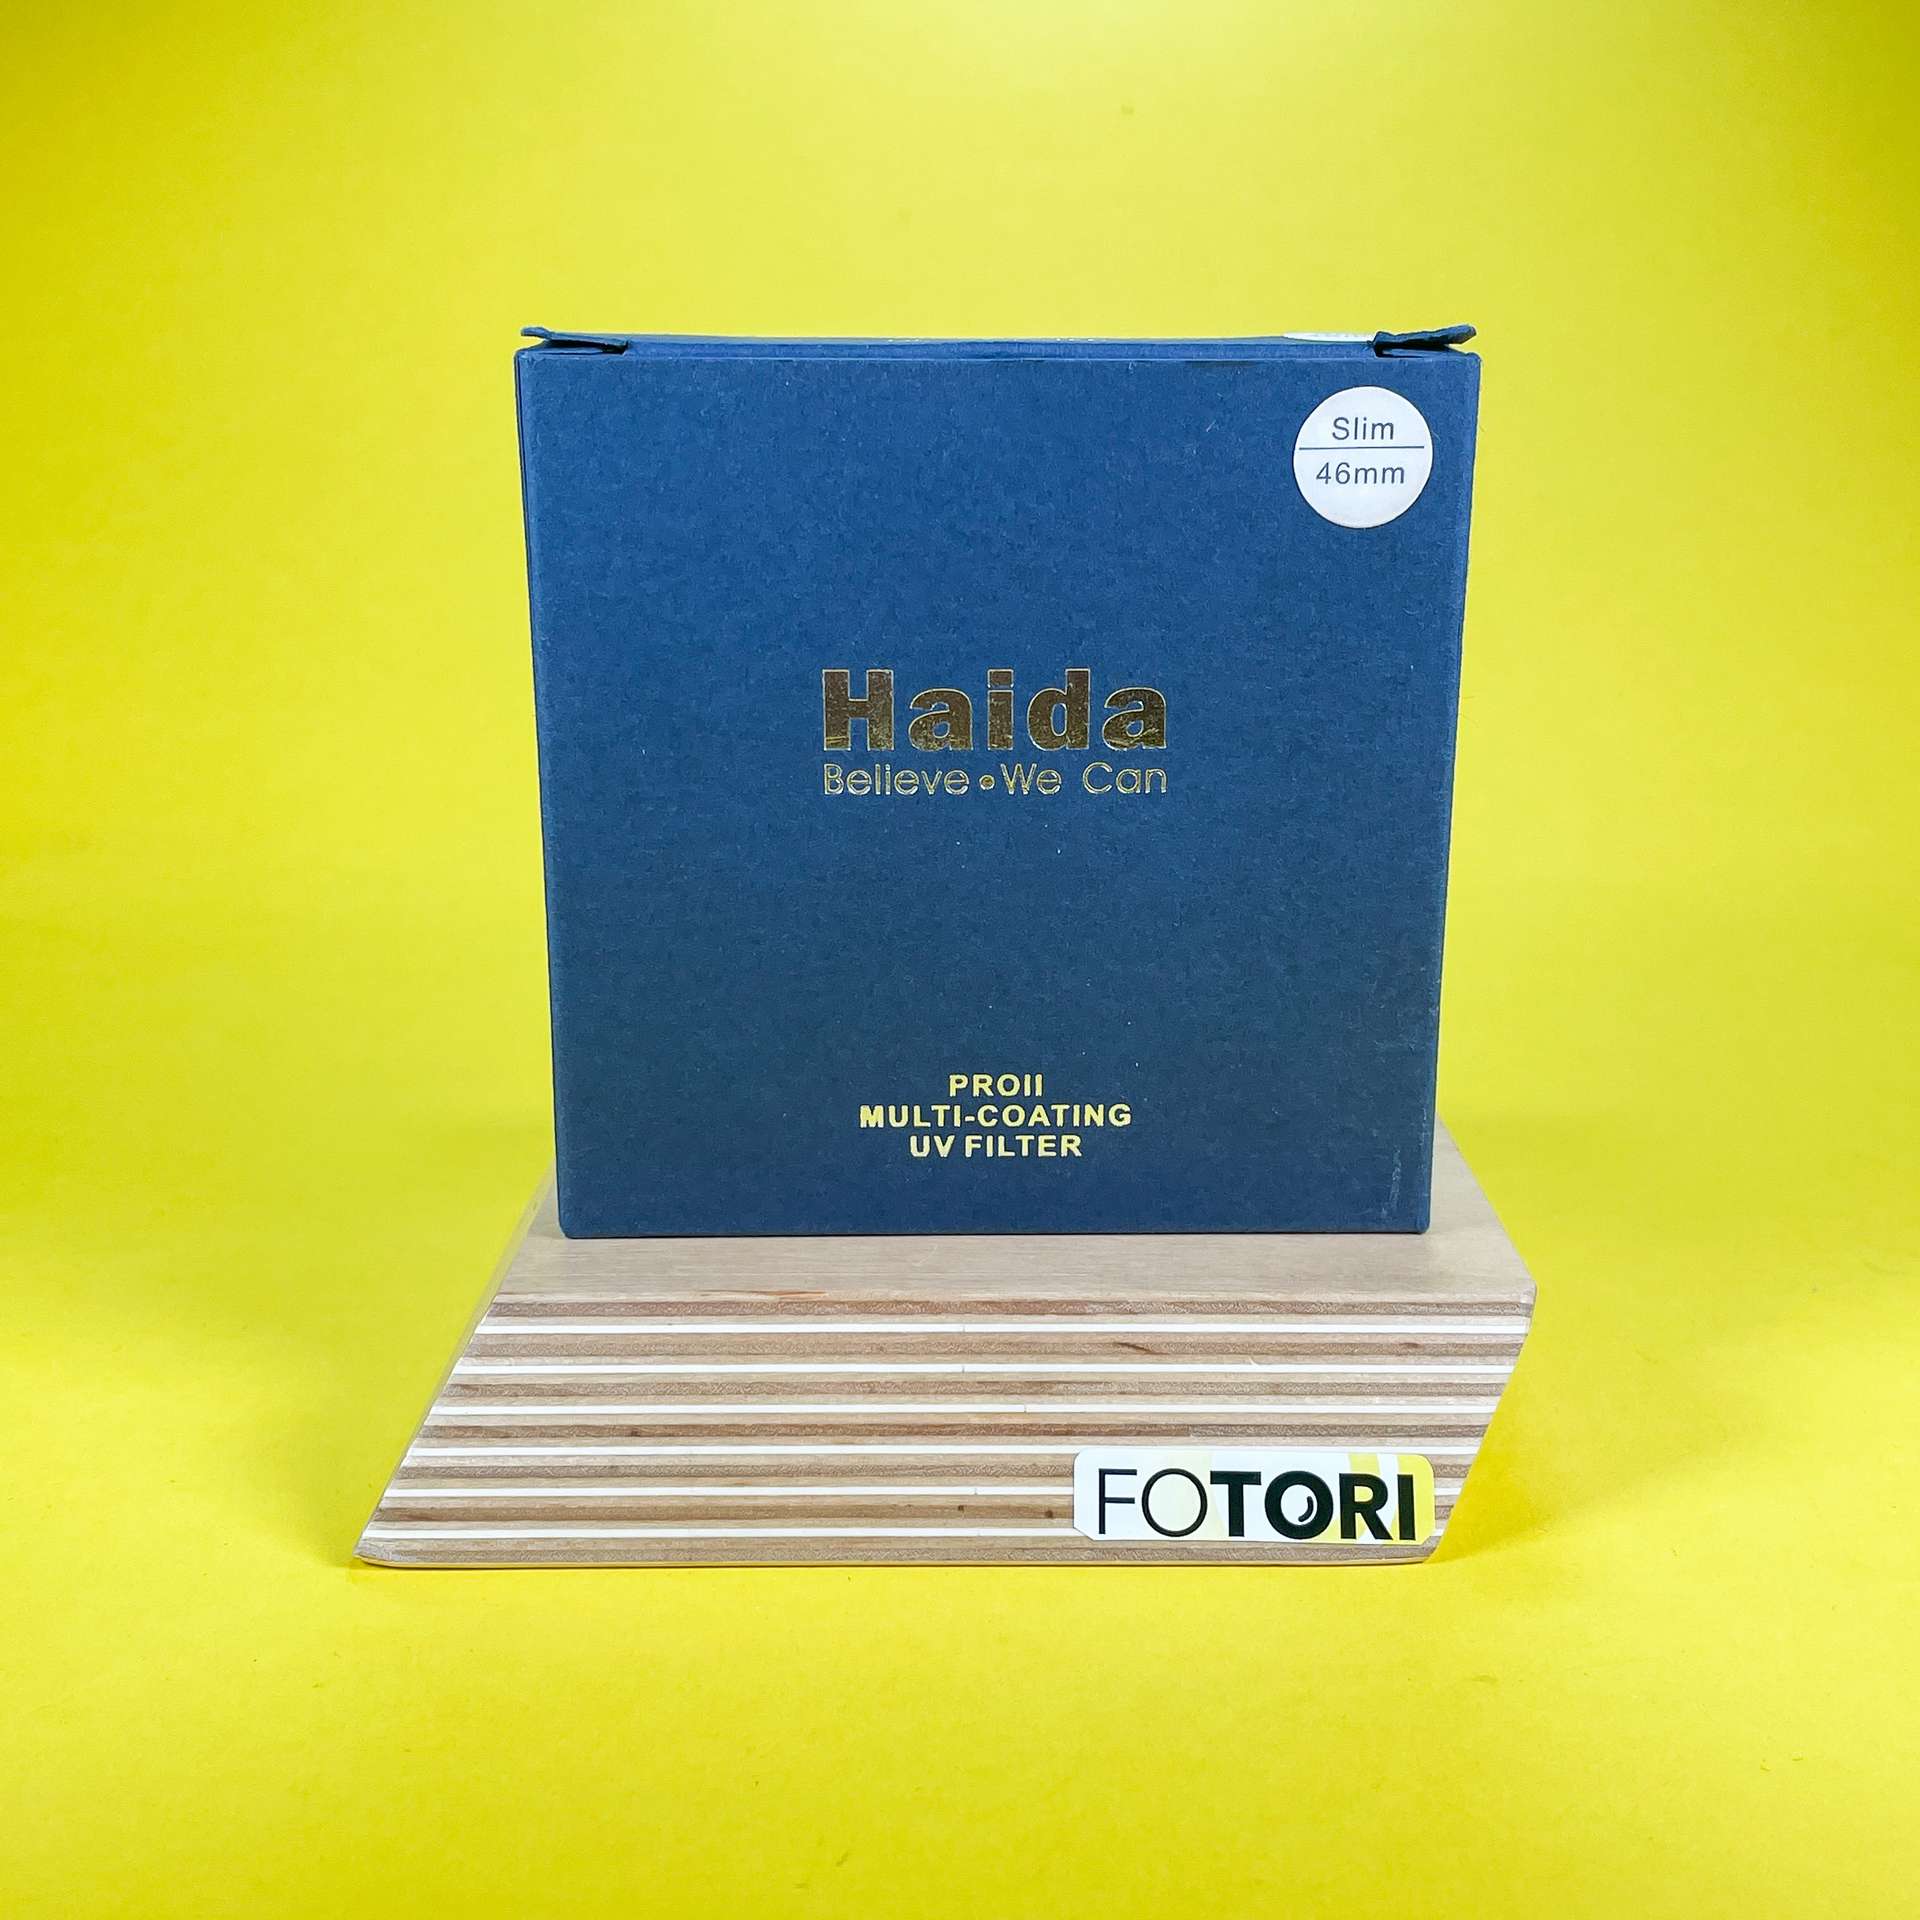 Slim
46mm
Haida
Believe•We Can
PROII
MULTI-COATING
UV FILTER
FOTORI